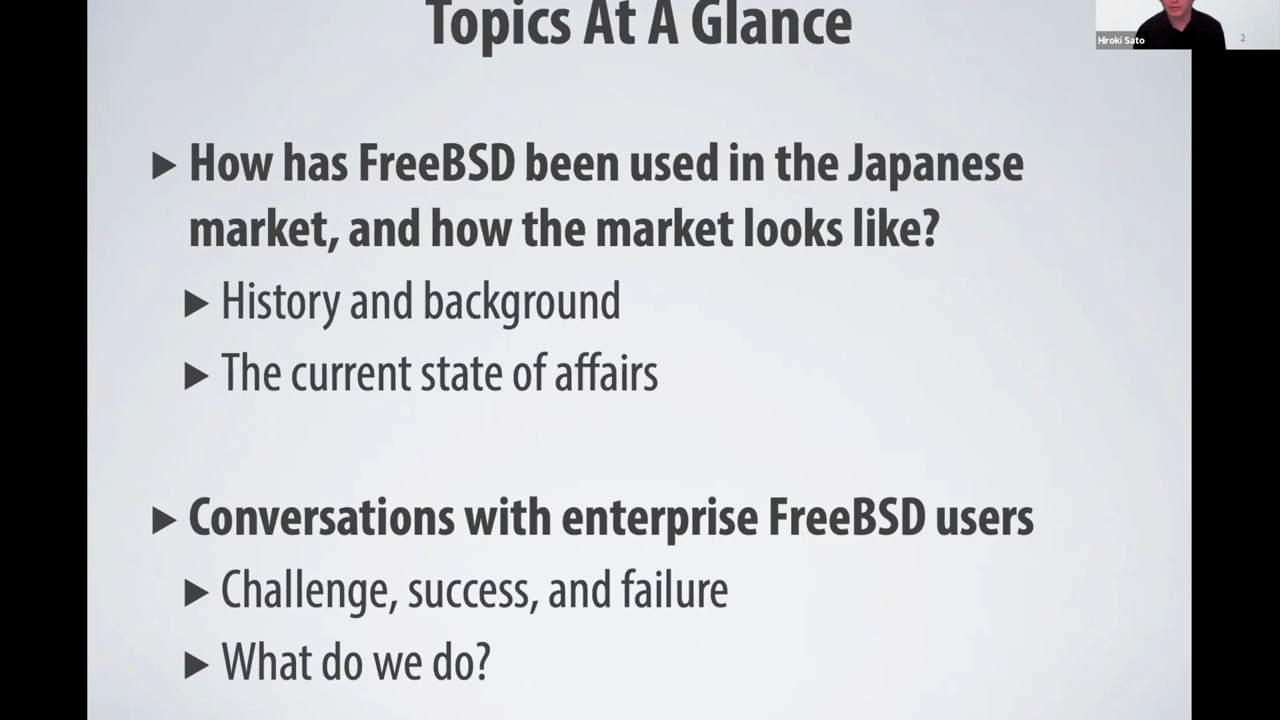 Topics At A Glance
Hiroki Sato
2
▶ How has FreeBSD been used in the Japanese
market, and how the market looks like?
▶ History and background
▶ The current state of affairs
▶ Conversations with enterprise FreeBSD users
▶ Challenge, success, and failure
▶ What do we do?